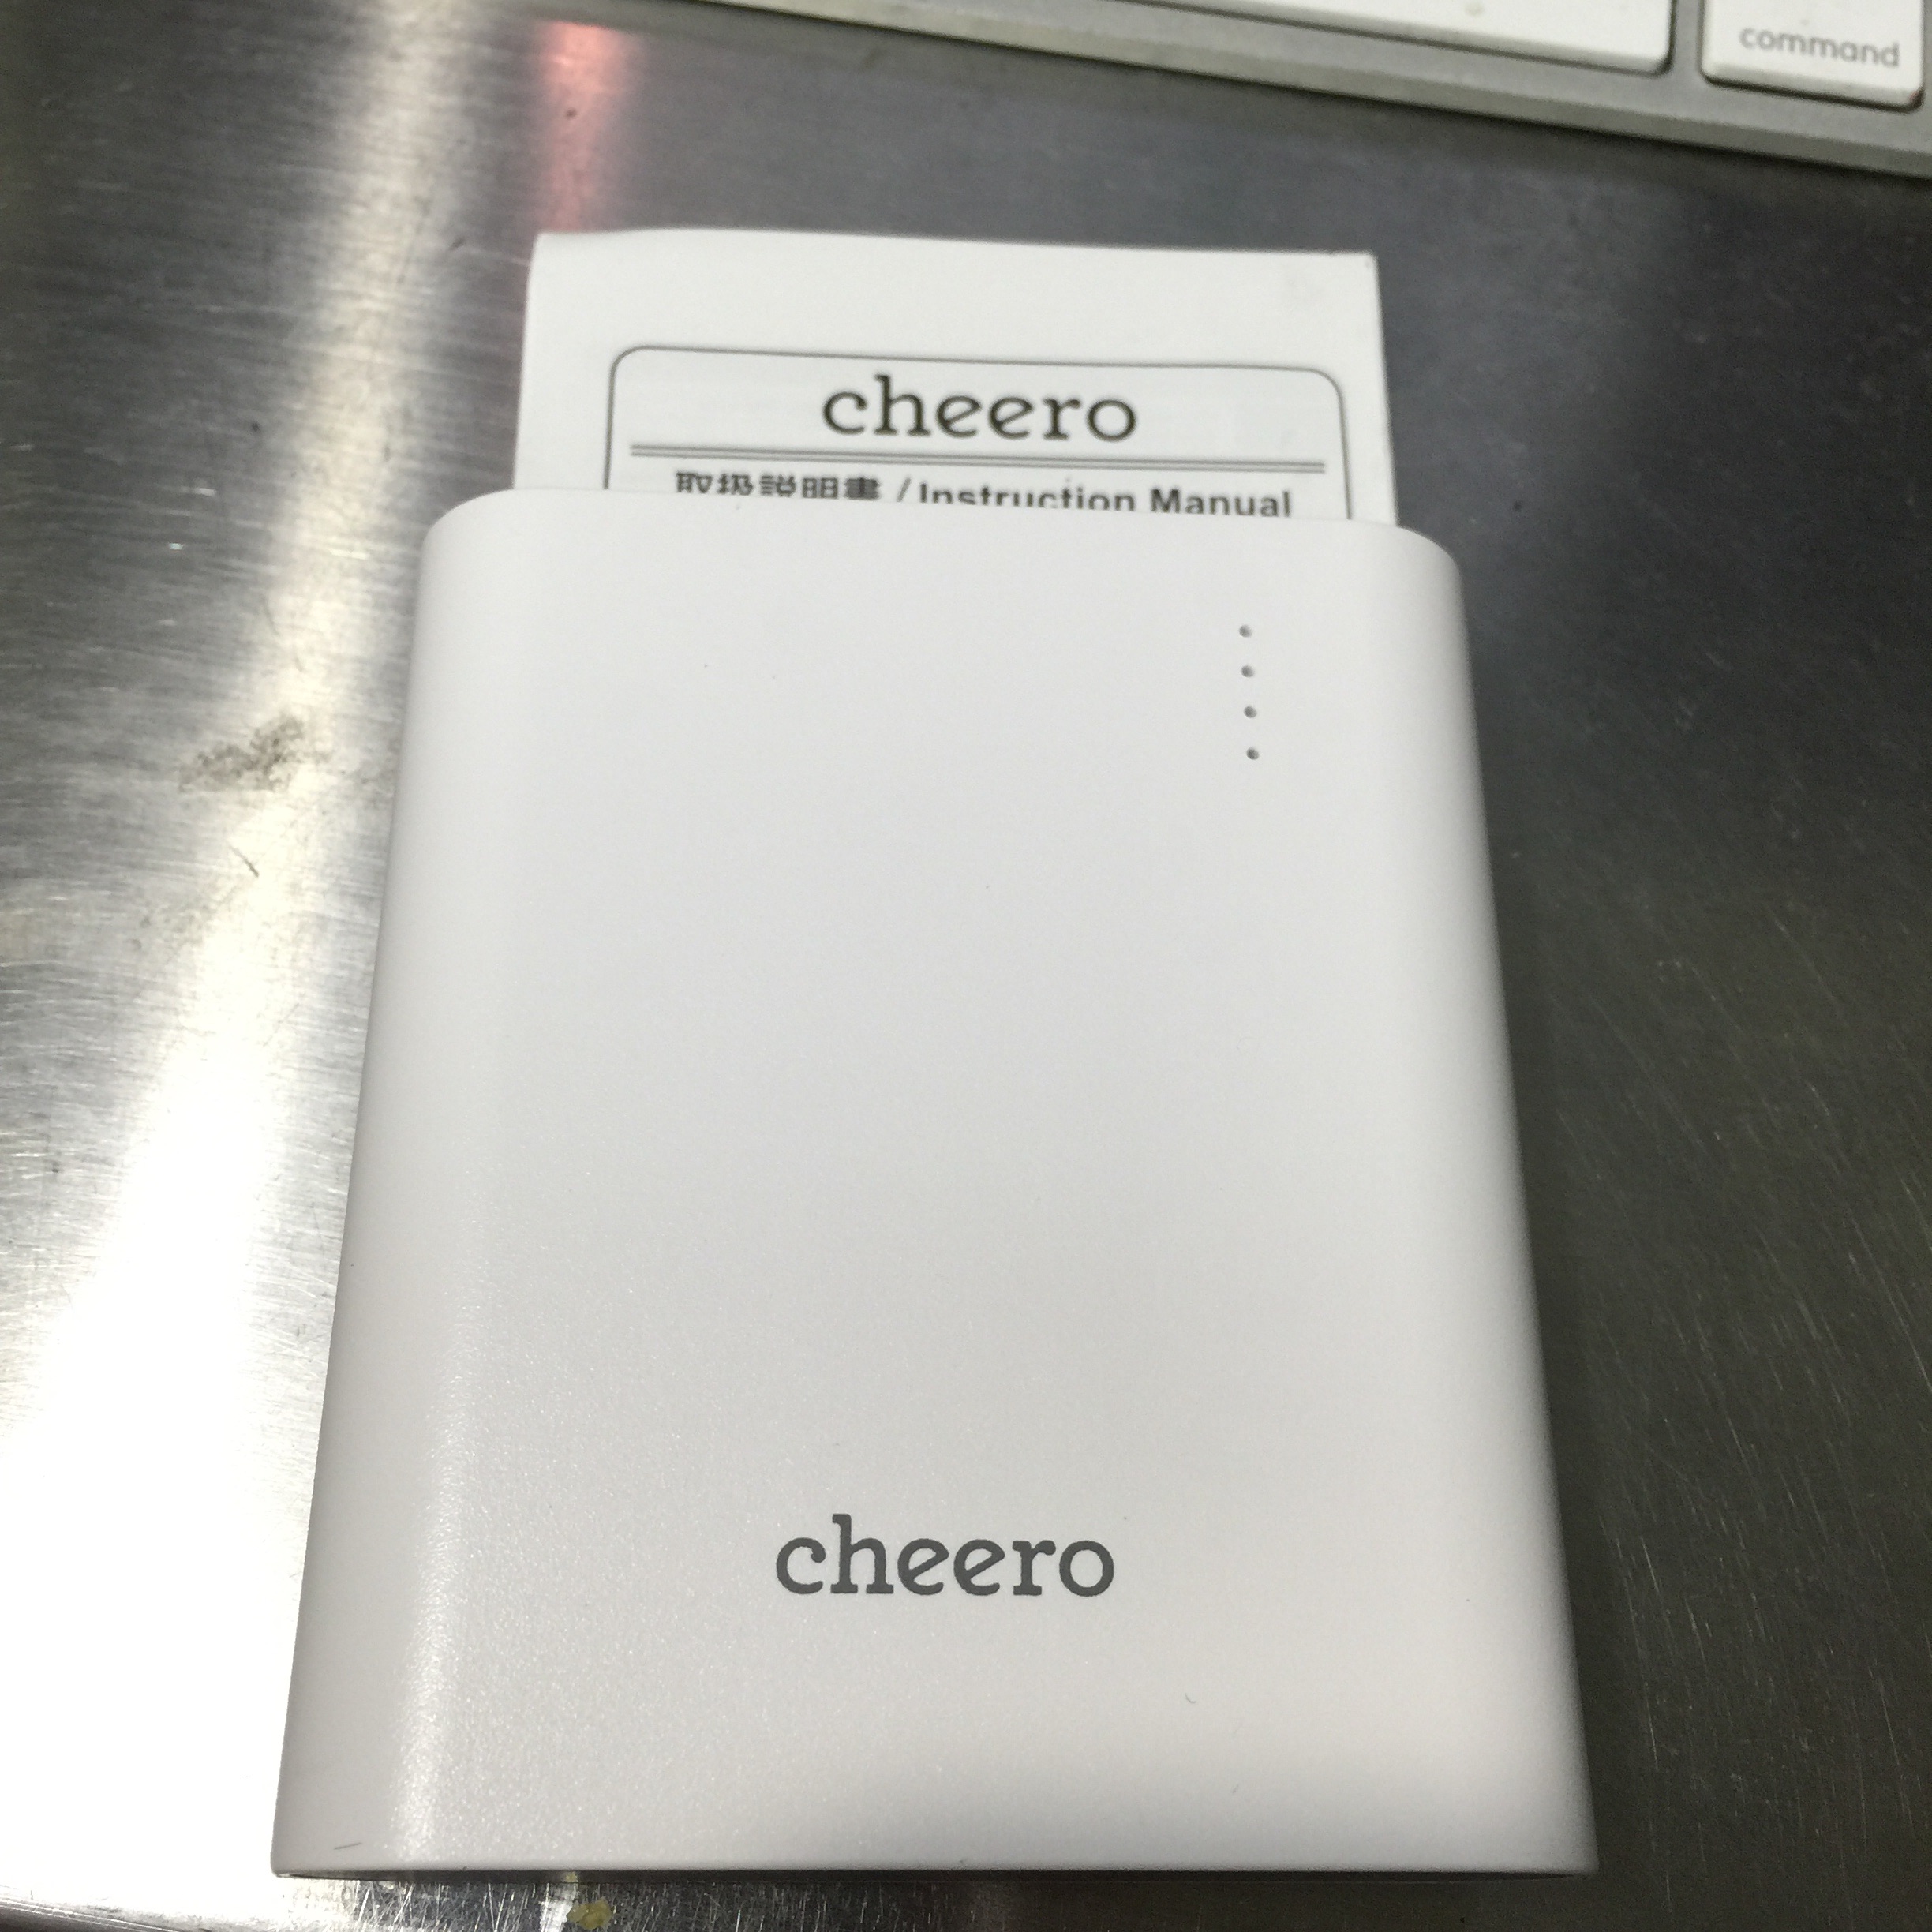 command
cheero
取扱説明書 / Instruction Manual
cheero